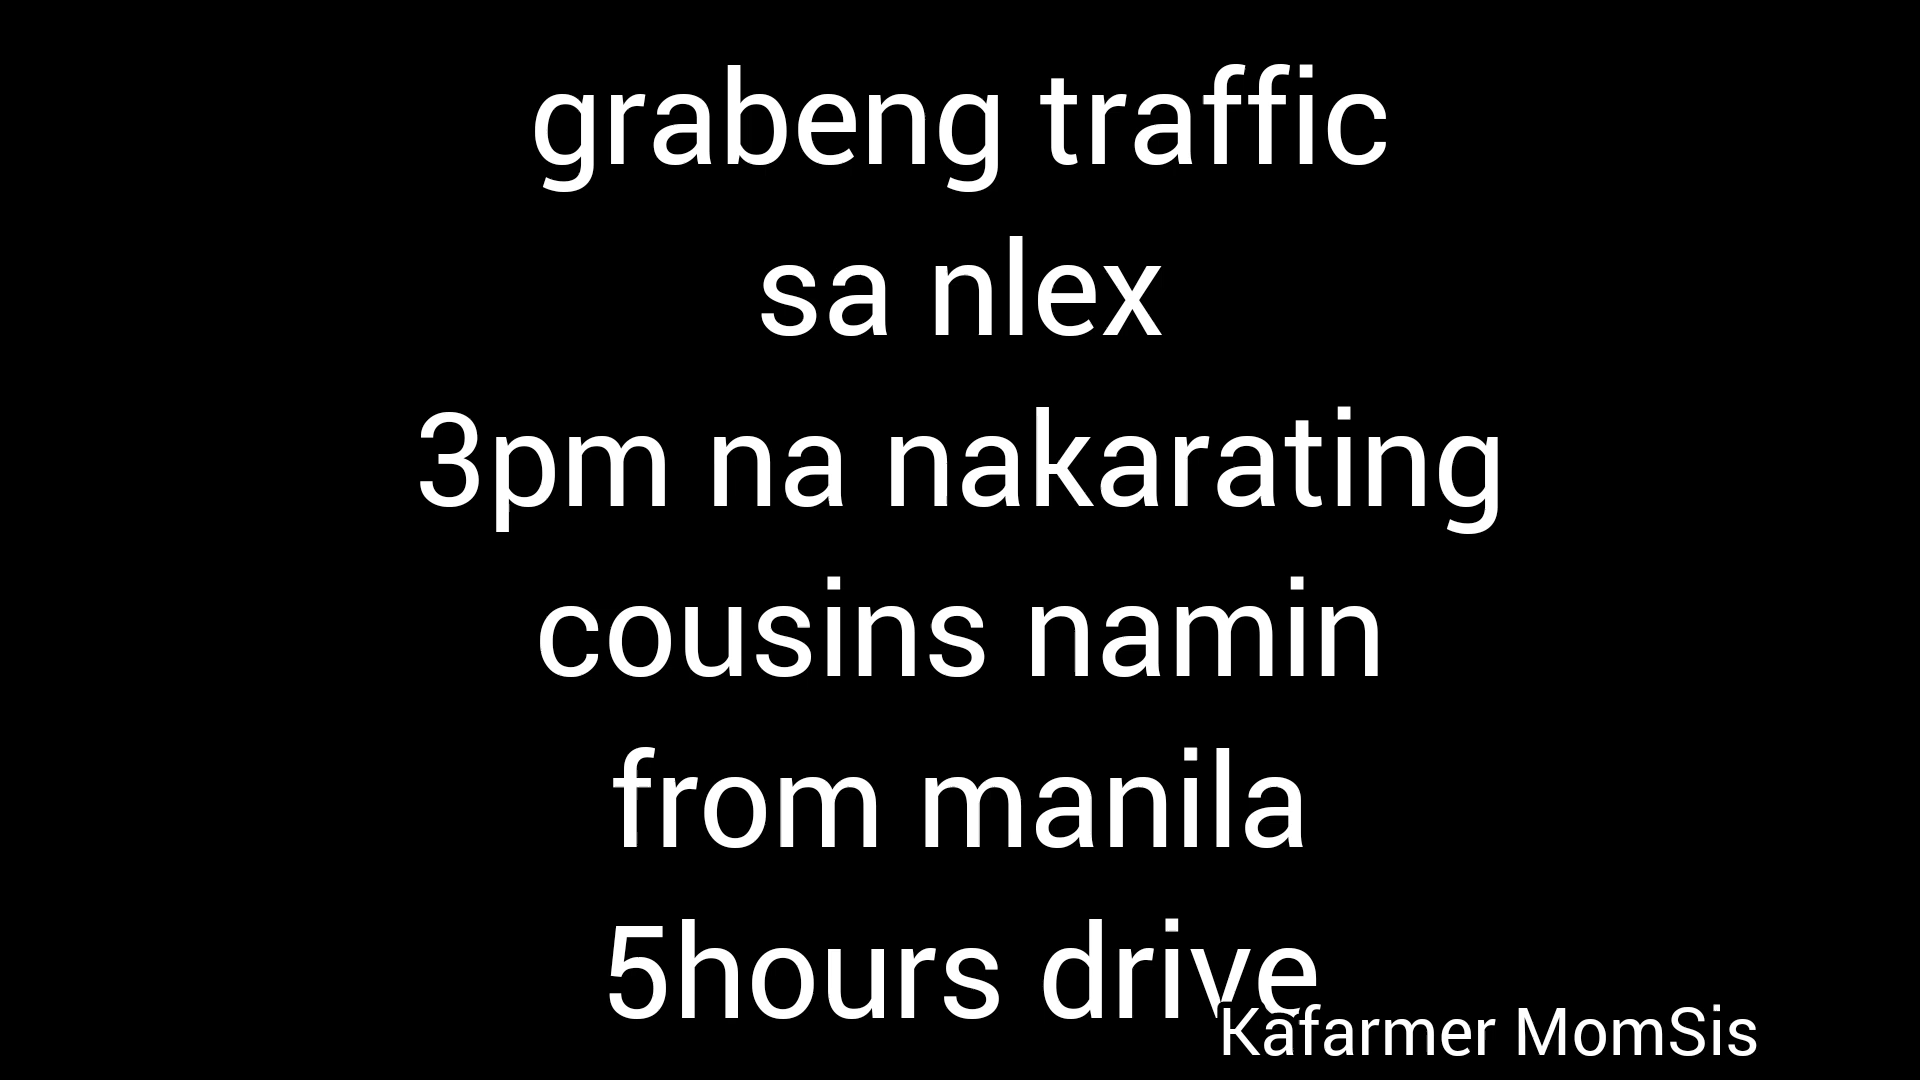 grabeng traffic
sa nlex
3pm na nakarating
cousins namin
from manila
5hours drive
Kafarmer MomSis